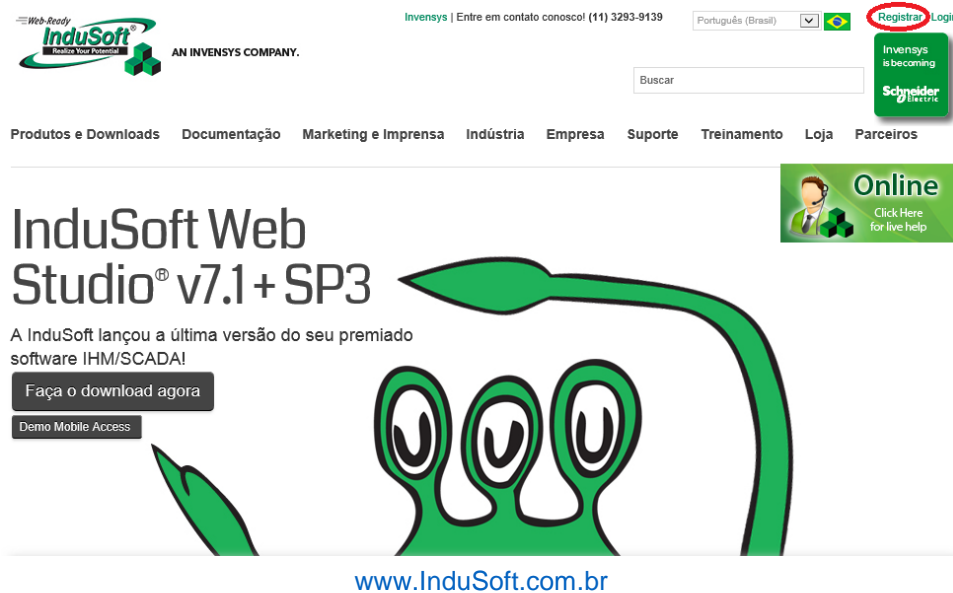 Web-Ready
InduSoft®
Realize Your Potential
AN INVENSYS COMPANY.
Invensys | Entre em contato conosco! (11) 3293-9139
Português (Brasil)
Registrar Login
Invensys
is becoming
Schneider
Electric
Buscar
Produtos e Downloads Documentação Marketing e Imprensa Indústria Empresa Suporte Treinamento Loja Parceiros
Online
Click Here
for live help
InduSoft Web
Studio® v7.1 + SP3
A InduSoft lançou a última versão do seu premiado
software IHM/SCADA!
Faça o download agora
Demo Mobile Access
www.InduSoft.com.br